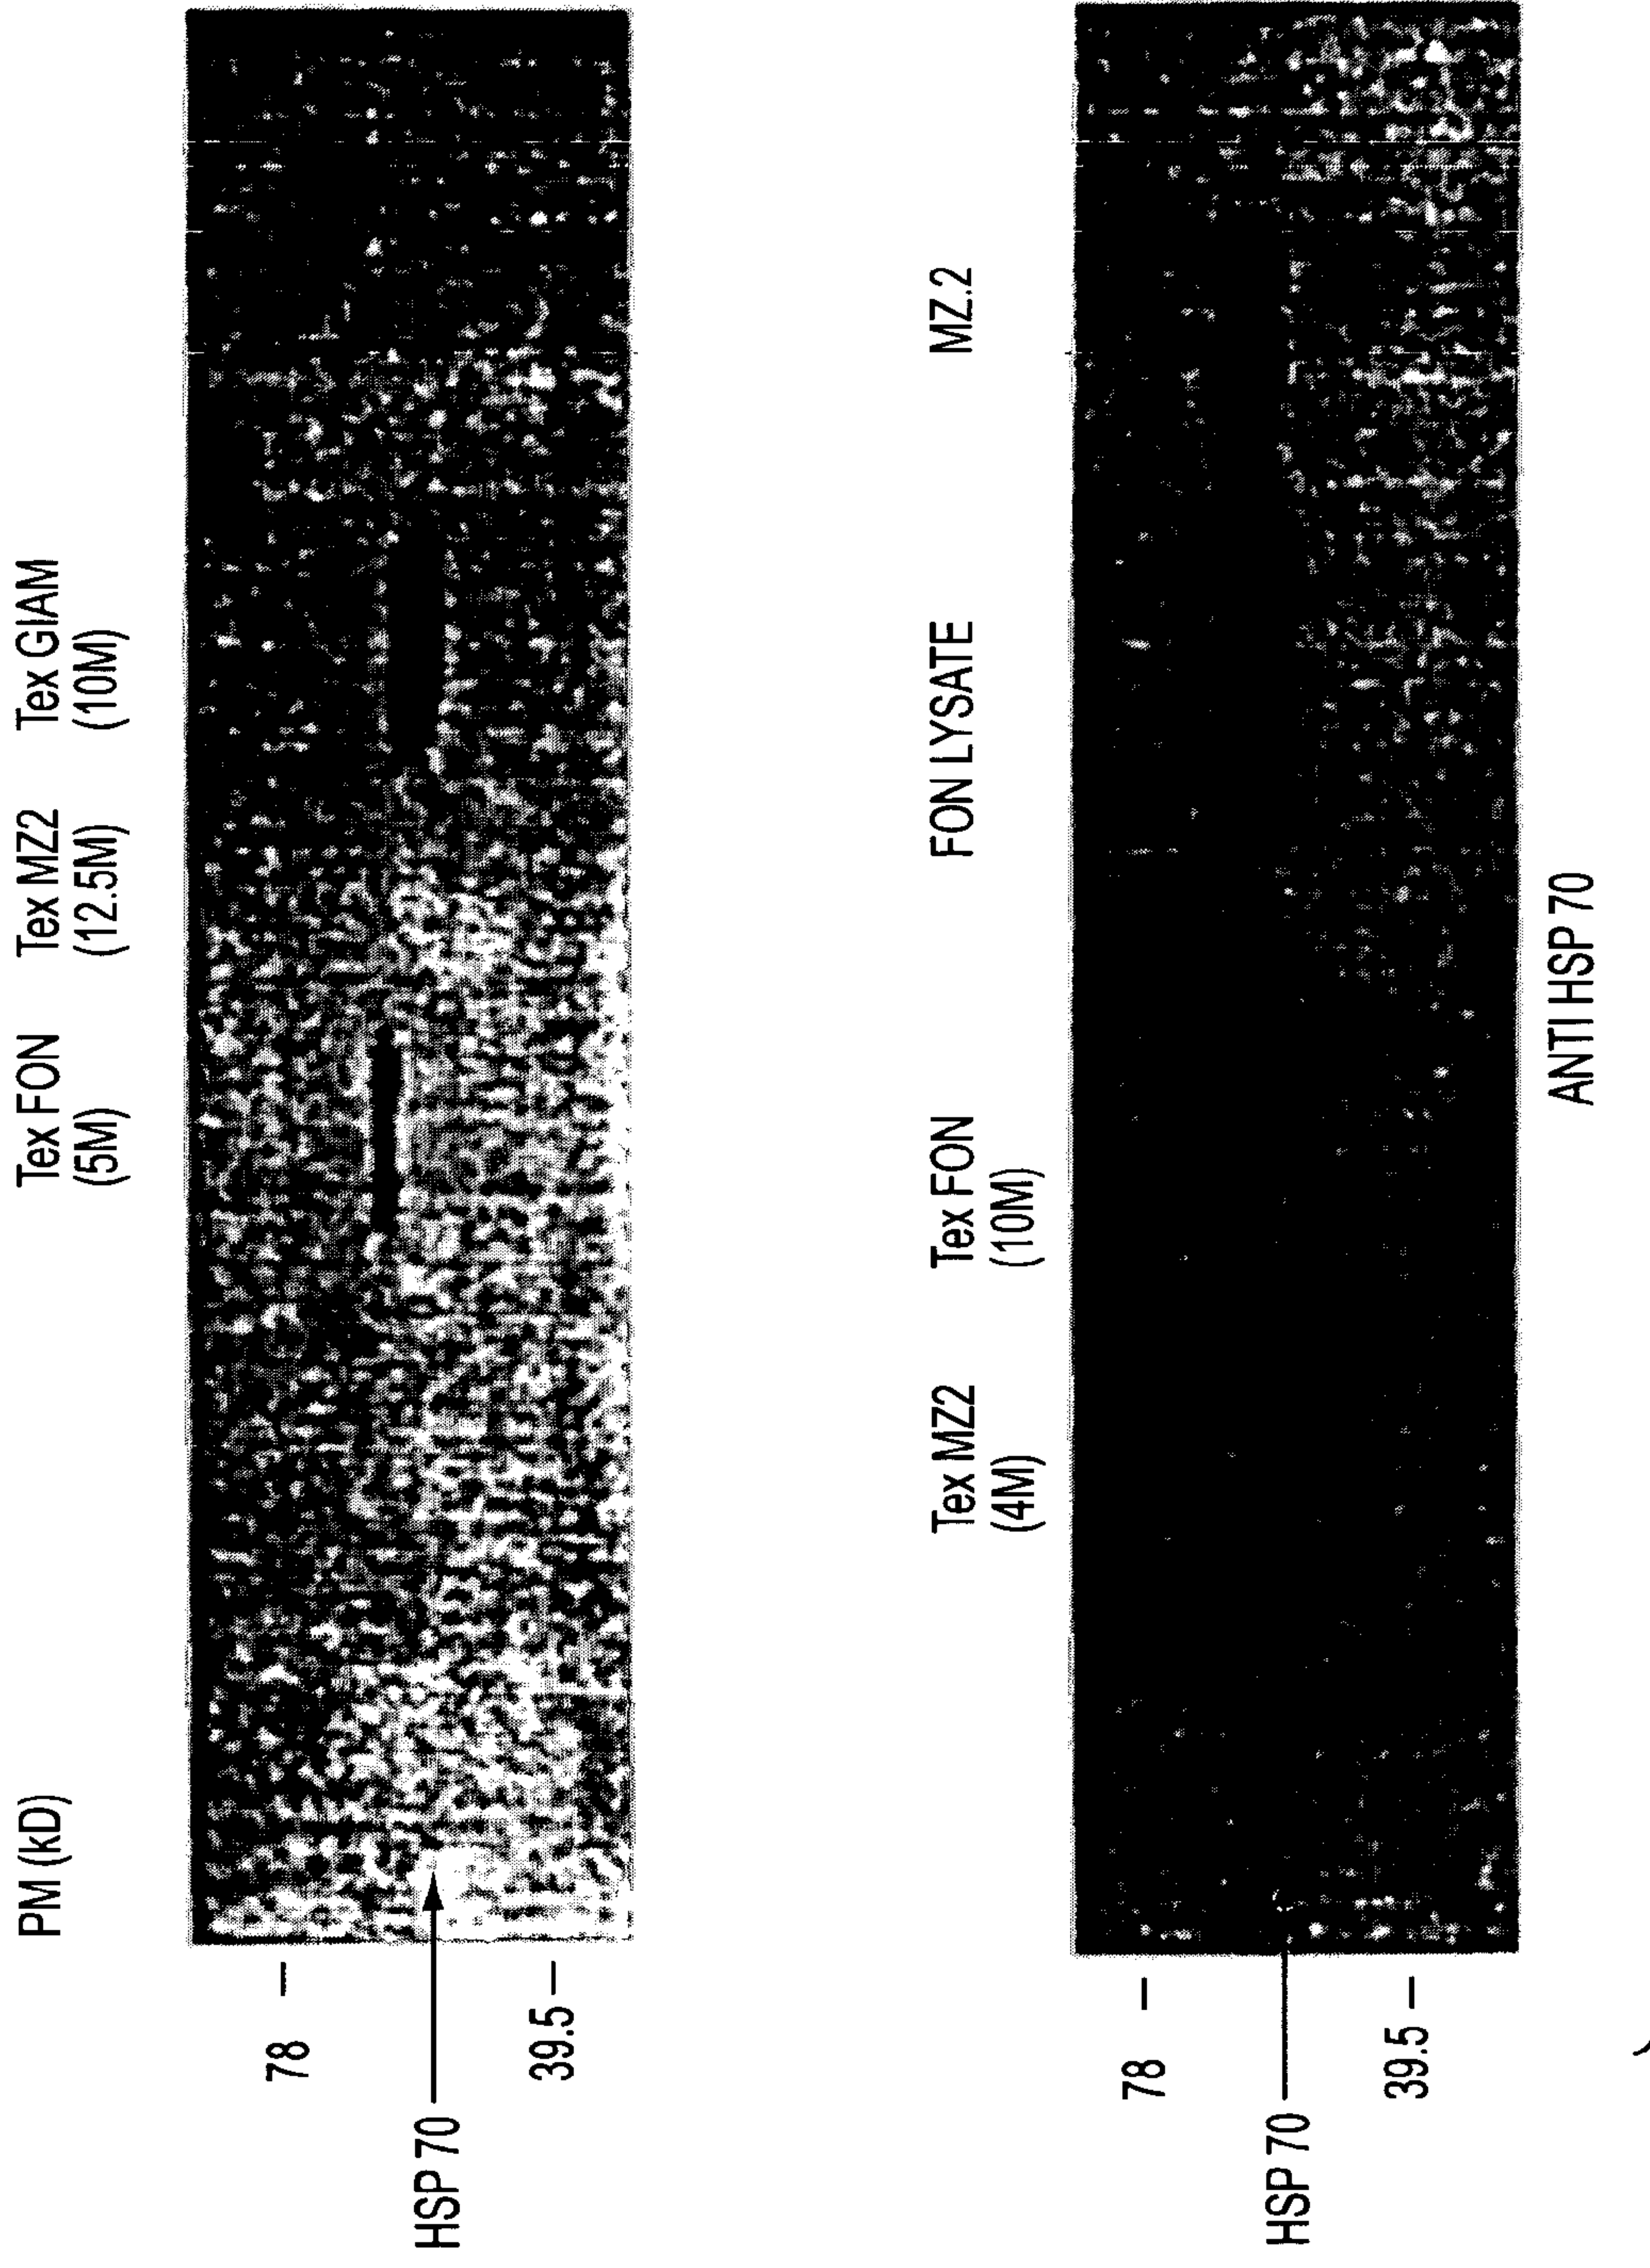 PM (kD)
Tex FON
(5M)
Tex MZ2
(12.5M)
Tex GIAM
(10M)
78 –
HSP 70
39.5 –
Tex MZ2
(4M)
Tex FON
(10M)
FON LYSATE
MZ.2
78 –
HSP 70
39.5 –
ANTI HSP 70